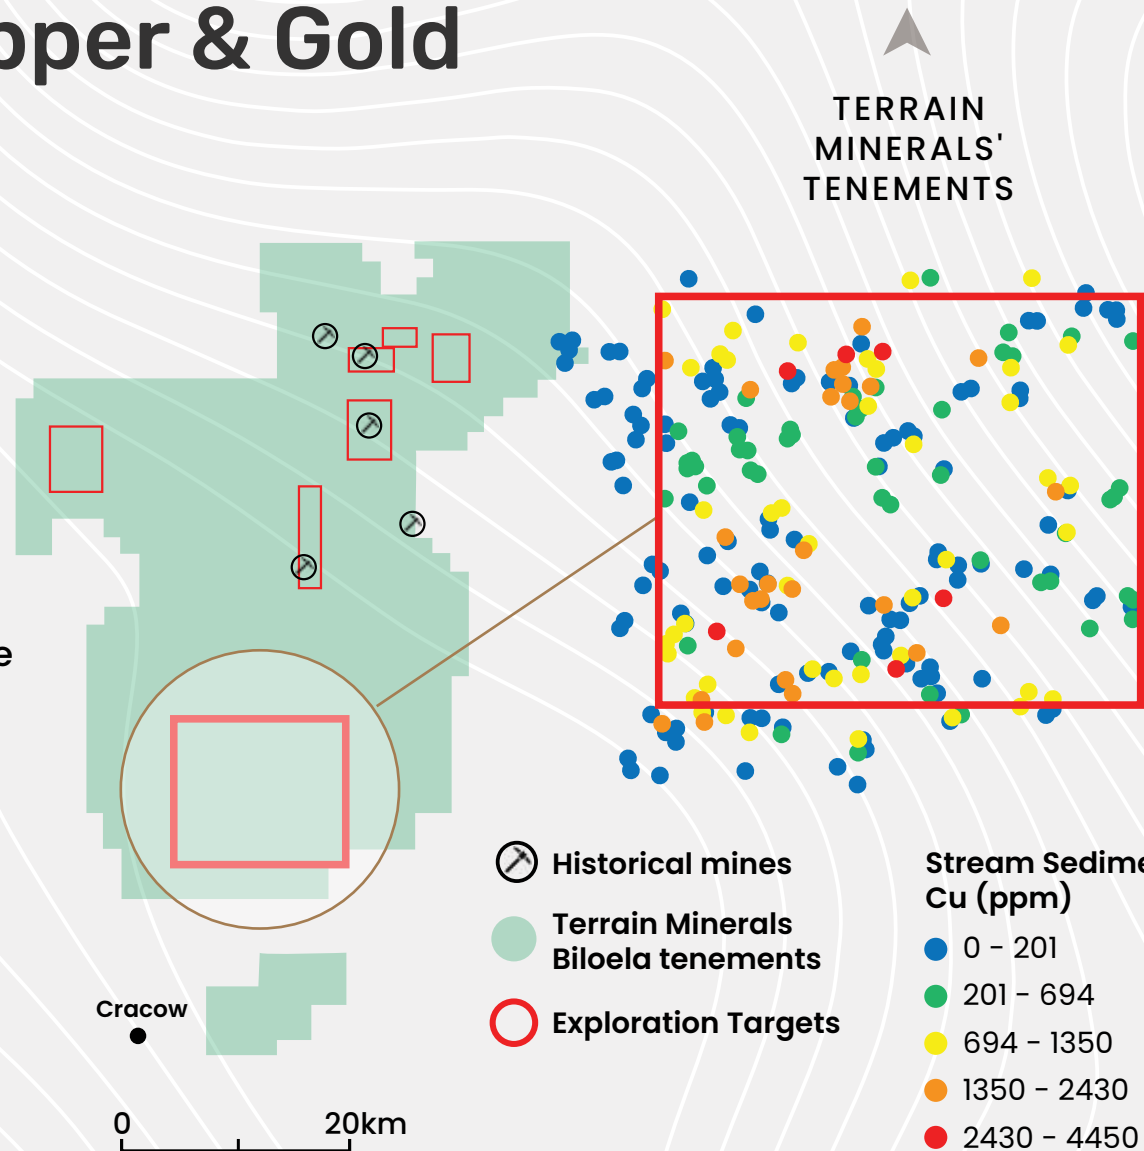 pper & Gold
TERRAIN
MINERALS'
TENEMENTS
e
Historical mines
Terrain Minerals
Biloela tenements
Exploration Targets
Stream Sedime
Cu (ppm)
0 - 201
201 - 694
694 - 1350
1350 - 2430
2430 - 4450
Cracow
0 20km